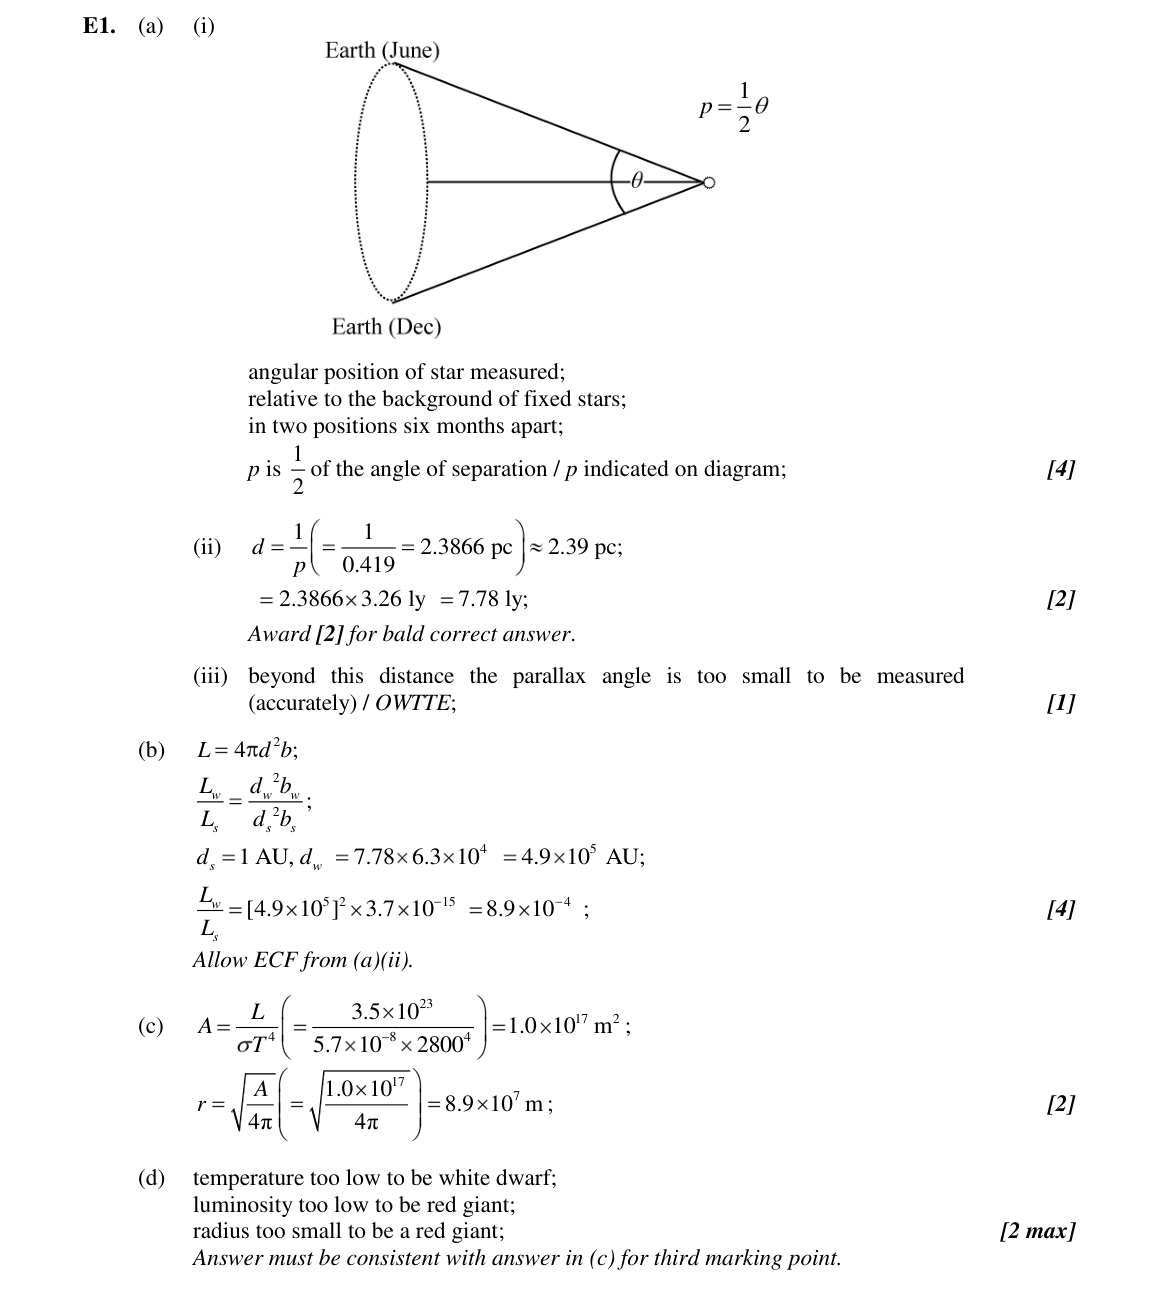 E1. (a) (i)
Earth (June)
p = 1/2 θ
θ
Earth (Dec)
angular position of star measured;
relative to the background of fixed stars;
in two positions six months apart;
p is 1/2 of the angle of separation / p indicated on diagram; [4]
(ii) d = 1/p (= 1/0.419 = 2.3866 pc) ≈ 2.39 pc;
= 2.3866×3.26 ly = 7.78 ly; [2]
Award [2] for bald correct answer.
(iii) beyond this distance the parallax angle is too small to be measured
(accurately) / OWTTE; [1]
(b) L = 4πd²b;
L_w/L_s = d_w²b_w/d_s²b_s;
d_s = 1 AU, d_w = 7.78×6.3×10⁴ = 4.9×10⁵ AU;
L_w/L_s = [4.9×10⁵]²×3.7×10⁻¹⁵ = 8.9×10⁻⁴ ; [4]
Allow ECF from (a)(ii).
(c) A = L/σT⁴ (= 3.5×10²³/5.7×10⁻⁸×2800⁴) = 1.0×10¹⁷ m² ;
r = √(A/4π) (= √(1.0×10¹⁷/4π)) = 8.9×10⁷ m ; [2]
(d) temperature too low to be white dwarf;
luminosity too low to be red giant;
radius too small to be a red giant; [2 max]
Answer must be consistent with answer in (c) for third marking point.